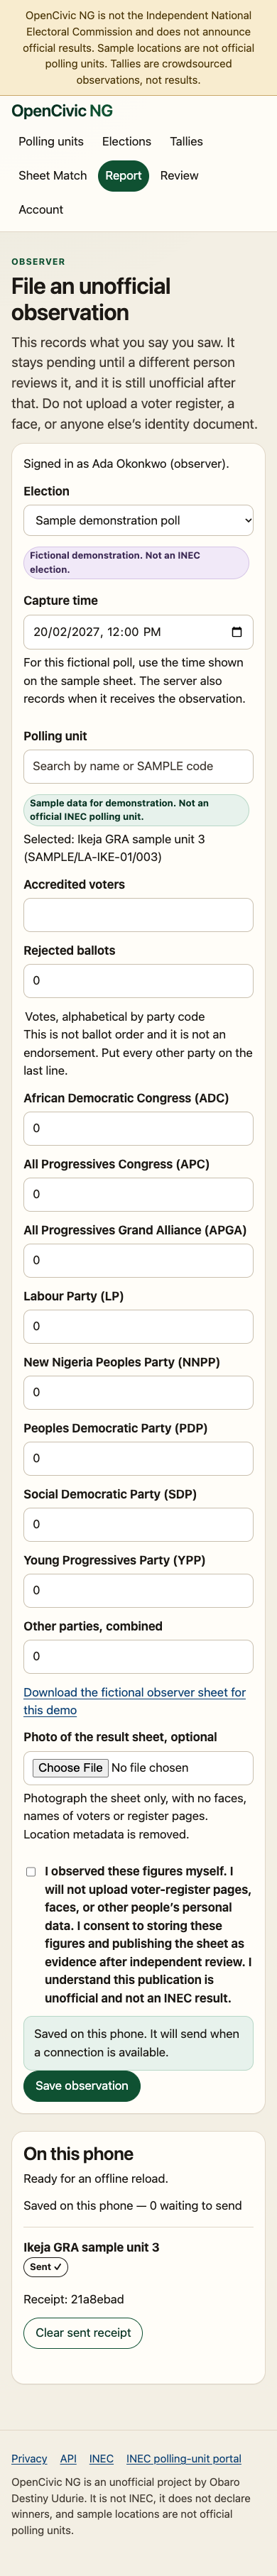 OpenCivic NG is not the Independent National
Electoral Commission and does not announce
official results. Sample locations are not official
polling units. Tallies are crowdsourced
observations, not results.
OpenCivic NG
Polling units Elections Tallies
Sheet Match Report Review
Account
OBSERVER
File an unofficial
observation
This records what you say you saw. It
stays pending until a different person
reviews it, and it is still unofficial after
that. Do not upload a voter register, a
face, or anyone else’s identity document.
Signed in as Ada Okonkwo (observer).
Election
Sample demonstration poll
Fictional demonstration. Not an INEC
election.
Capture time
20/02/2027, 12:00 PM
For this fictional poll, use the time shown
on the sample sheet. The server also
records when it receives the observation.
Polling unit
Search by name or SAMPLE code
Sample data for demonstration. Not an
official INEC polling unit.
Selected: Ikeja GRA sample unit 3
(SAMPLE/LA-IKE-01/003)
Accredited voters
Rejected ballots
0
Votes, alphabetical by party code
This is not ballot order and it is not an
endorsement. Put every other party on the
last line.
African Democratic Congress (ADC)
0
All Progressives Congress (APC)
0
All Progressives Grand Alliance (APGA)
0
Labour Party (LP)
0
New Nigeria Peoples Party (NNPP)
0
Peoples Democratic Party (PDP)
0
Social Democratic Party (SDP)
0
Young Progressives Party (YPP)
0
Other parties, combined
0
Download the fictional observer sheet for
this demo
Photo of the result sheet, optional
Choose File No file chosen
Photograph the sheet only, with no faces,
names of voters or register pages.
Location metadata is removed.
I observed these figures myself. I
will not upload voter-register pages,
faces, or other people’s personal
data. I consent to storing these
figures and publishing the sheet as
evidence after independent review. I
understand this publication is
unofficial and not an INEC result.
Saved on this phone. It will send when
a connection is available.
Save observation
On this phone
Ready for an offline reload.
Saved on this phone — 0 waiting to send
Ikeja GRA sample unit 3
Sent ✓
Receipt: 21a8ebad
Clear sent receipt
Privacy API INEC INEC polling-unit portal
OpenCivic NG is an unofficial project by Obaro
Destiny Udurie. It is not INEC, it does not declare
winners, and sample locations are not official
polling units.